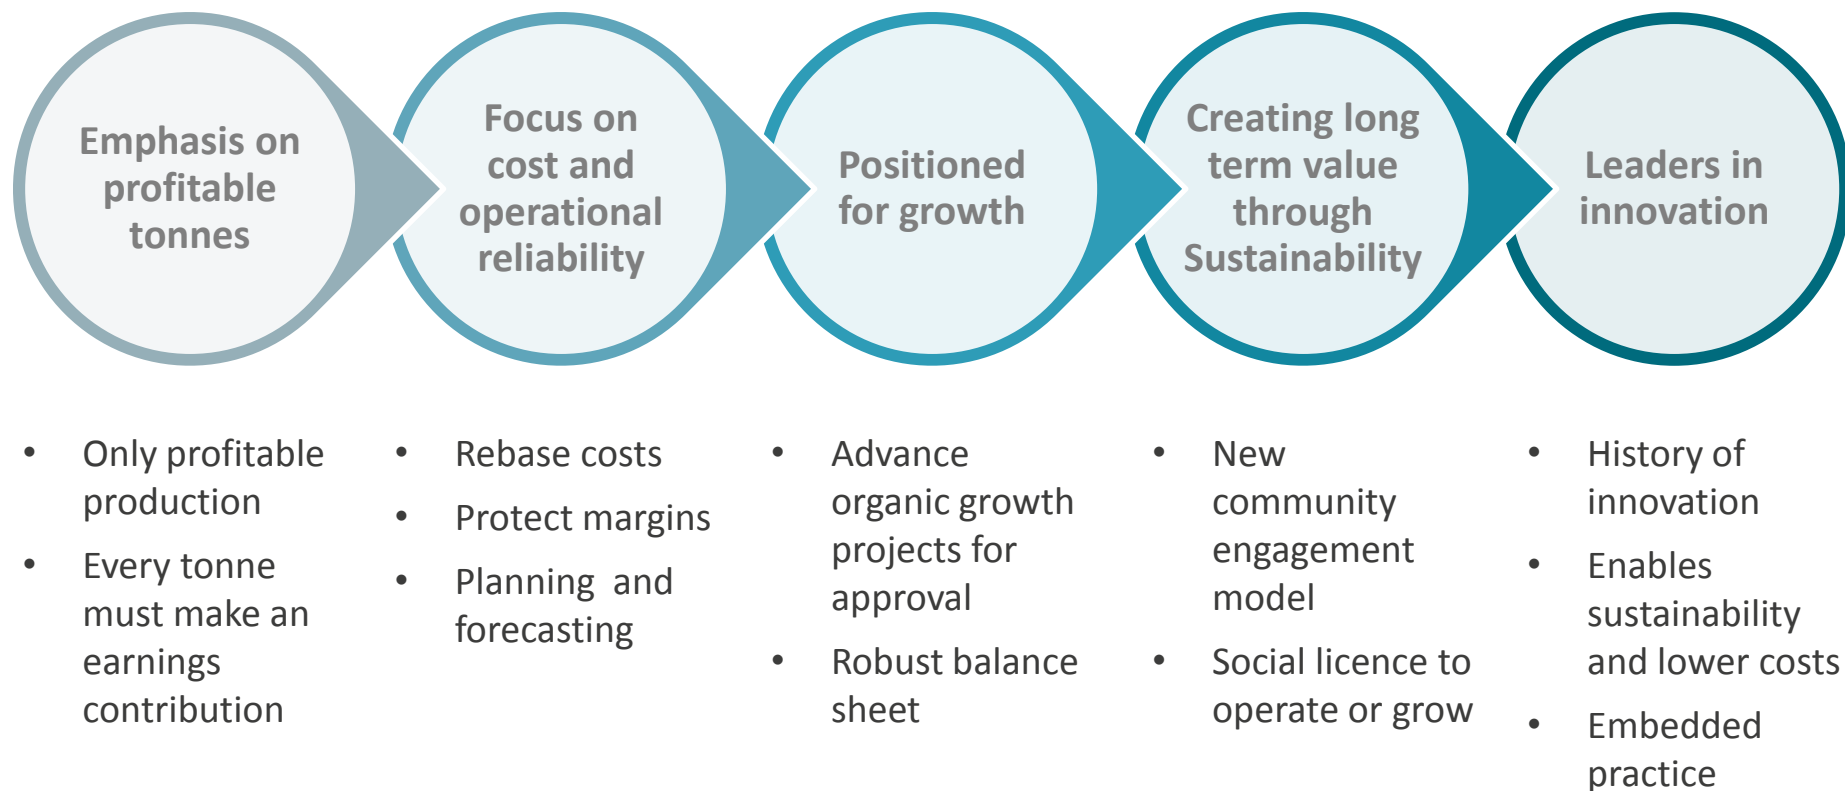 Emphasis on
profitable
tonnes
Focus on
cost and
operational
reliability
Positioned
for growth
Creating long
term value
through
Sustainability
Leaders in
innovation
• Only profitable
production
• Every tonne
must make an
earnings
contribution
• Rebase costs
• Protect margins
• Planning  and
forecasting
• Advance
organic growth
projects for
approval
• Robust balance
sheet
• New
community
engagement
model
• Social licence to
operate or grow
• History of
innovation
• Enables
sustainability
and lower costs
• Embedded
practice